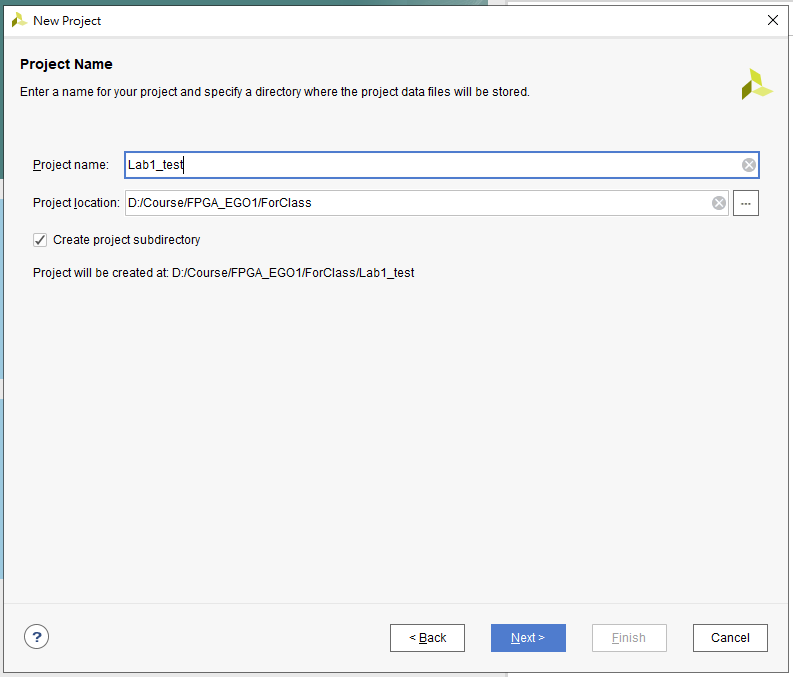 New Project
Project Name
Enter a name for your project and specify a directory where the project data files will be stored.
Project name: Lab1_test
Project location: D:/Course/FPGA_EGO1/ForClass ...
Create project subdirectory
Project will be created at: D:/Course/FPGA_EGO1/ForClass/Lab1_test
? < Back Next > Finish Cancel